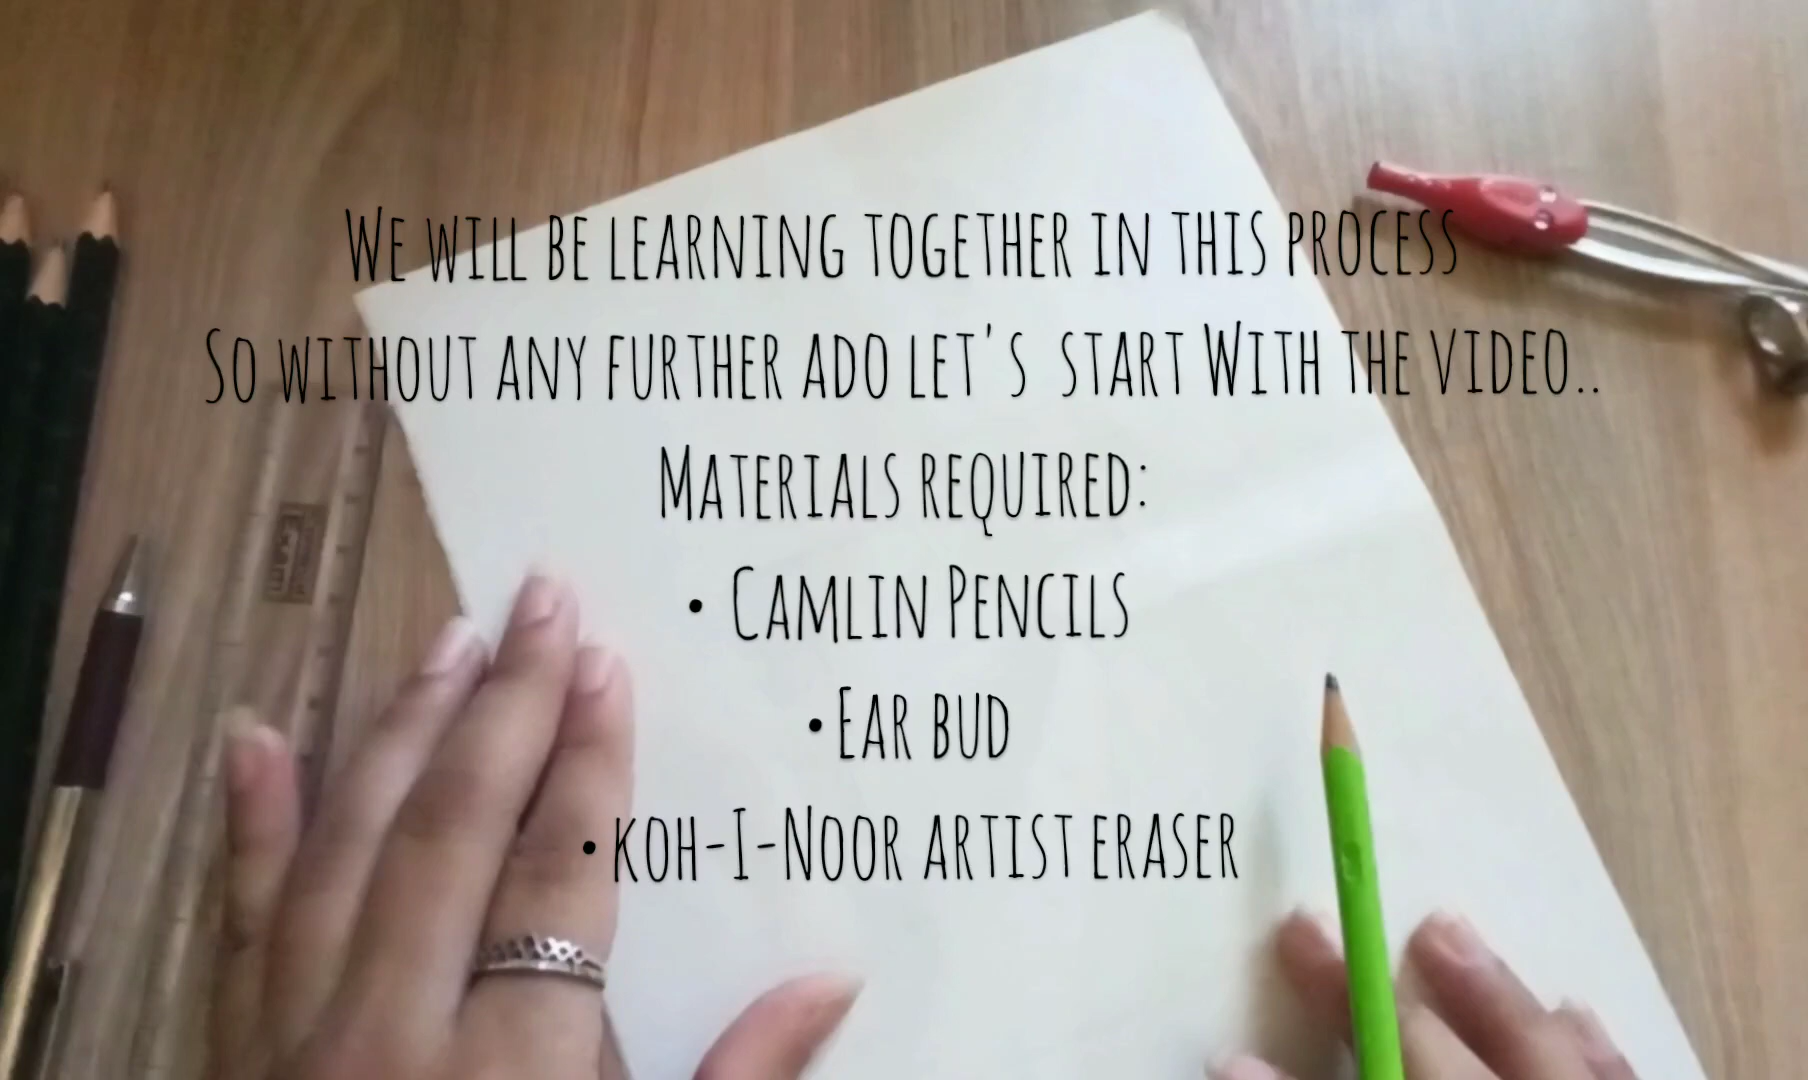 We will be learning together in this process
So without any further ado let's start With the video..
Materials required:
• Camlin Pencils
• Ear bud
• koh-I-Noor artist eraser